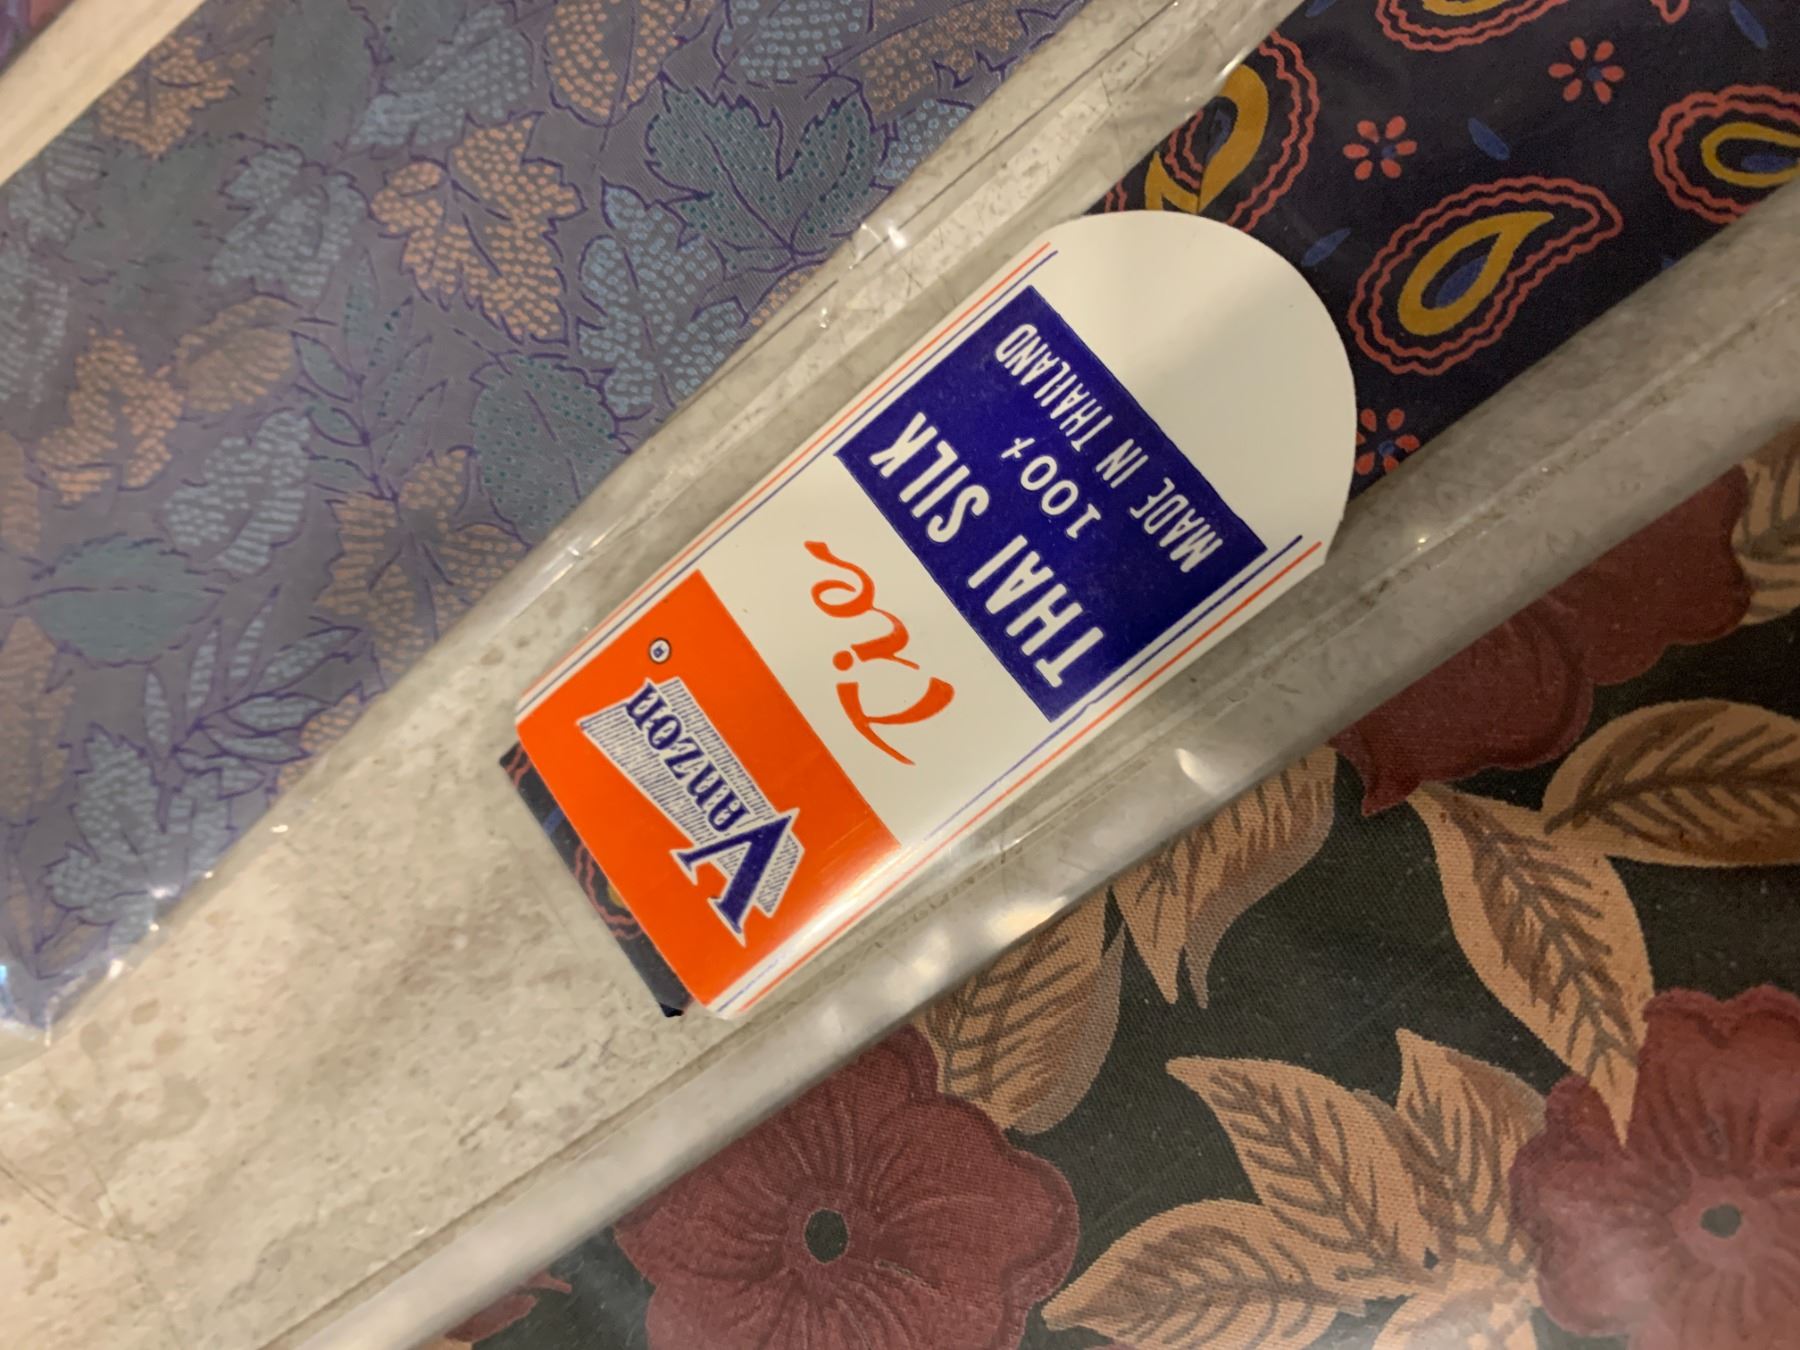 Vanzon ®
Tie
THAI SILK
100%
MADE IN THAILAND